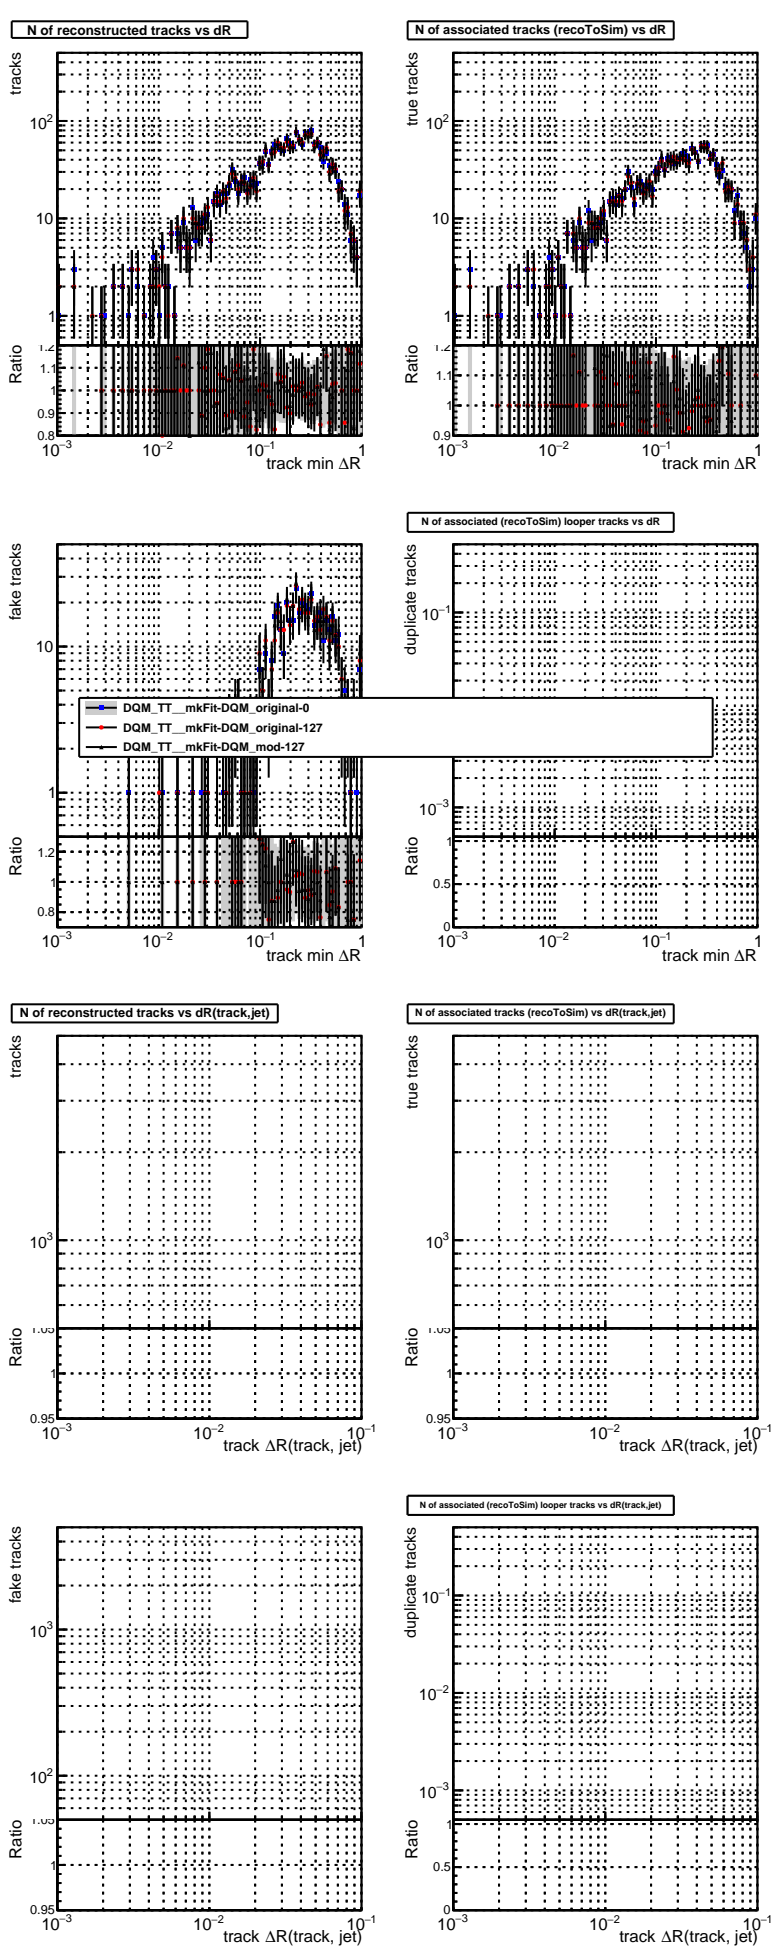 N of reconstructed tracks vs dR
tracks
10²
10
1
Ratio
1.2
1.1
1
0.9
0.8
10⁻³
10⁻²
10⁻¹
1
track min ΔR
N of associated tracks (recoToSim) vs dR
true tracks
10²
10
1
Ratio
1.2
1.1
1
0.9
10⁻³
10⁻²
10⁻¹
1
track min ΔR
fake tracks
10
1
Ratio
1.2
1
0.8
10⁻³
10⁻²
10⁻¹
1
track min ΔR
N of associated (recoToSim) looper tracks vs dR
duplicate tracks
10⁻¹
10⁻³
Ratio
1
0.5
0
10⁻³
10⁻²
10⁻¹
1
track min ΔR
DQM_TT__mkFit-DQM_original-0
DQM_TT__mkFit-DQM_original-127
DQM_TT__mkFit-DQM_mod-127
N of reconstructed tracks vs dR(track,jet)
tracks
10³
Ratio
1.05
1
0.95
10⁻³
10⁻²
10⁻¹
track ΔR(track, jet)
N of associated tracks (recoToSim) vs dR(track,jet)
true tracks
10³
Ratio
1.05
1
0.95
10⁻³
10⁻²
10⁻¹
track ΔR(track, jet)
fake tracks
10³
10²
Ratio
1.05
1
0.95
10⁻³
10⁻²
10⁻¹
track ΔR(track, jet)
N of associated (recoToSim) looper tracks vs dR(track,jet)
duplicate tracks
10⁻¹
10⁻²
10⁻³
Ratio
1
0.5
0
10⁻³
10⁻²
10⁻¹
track ΔR(track, jet)